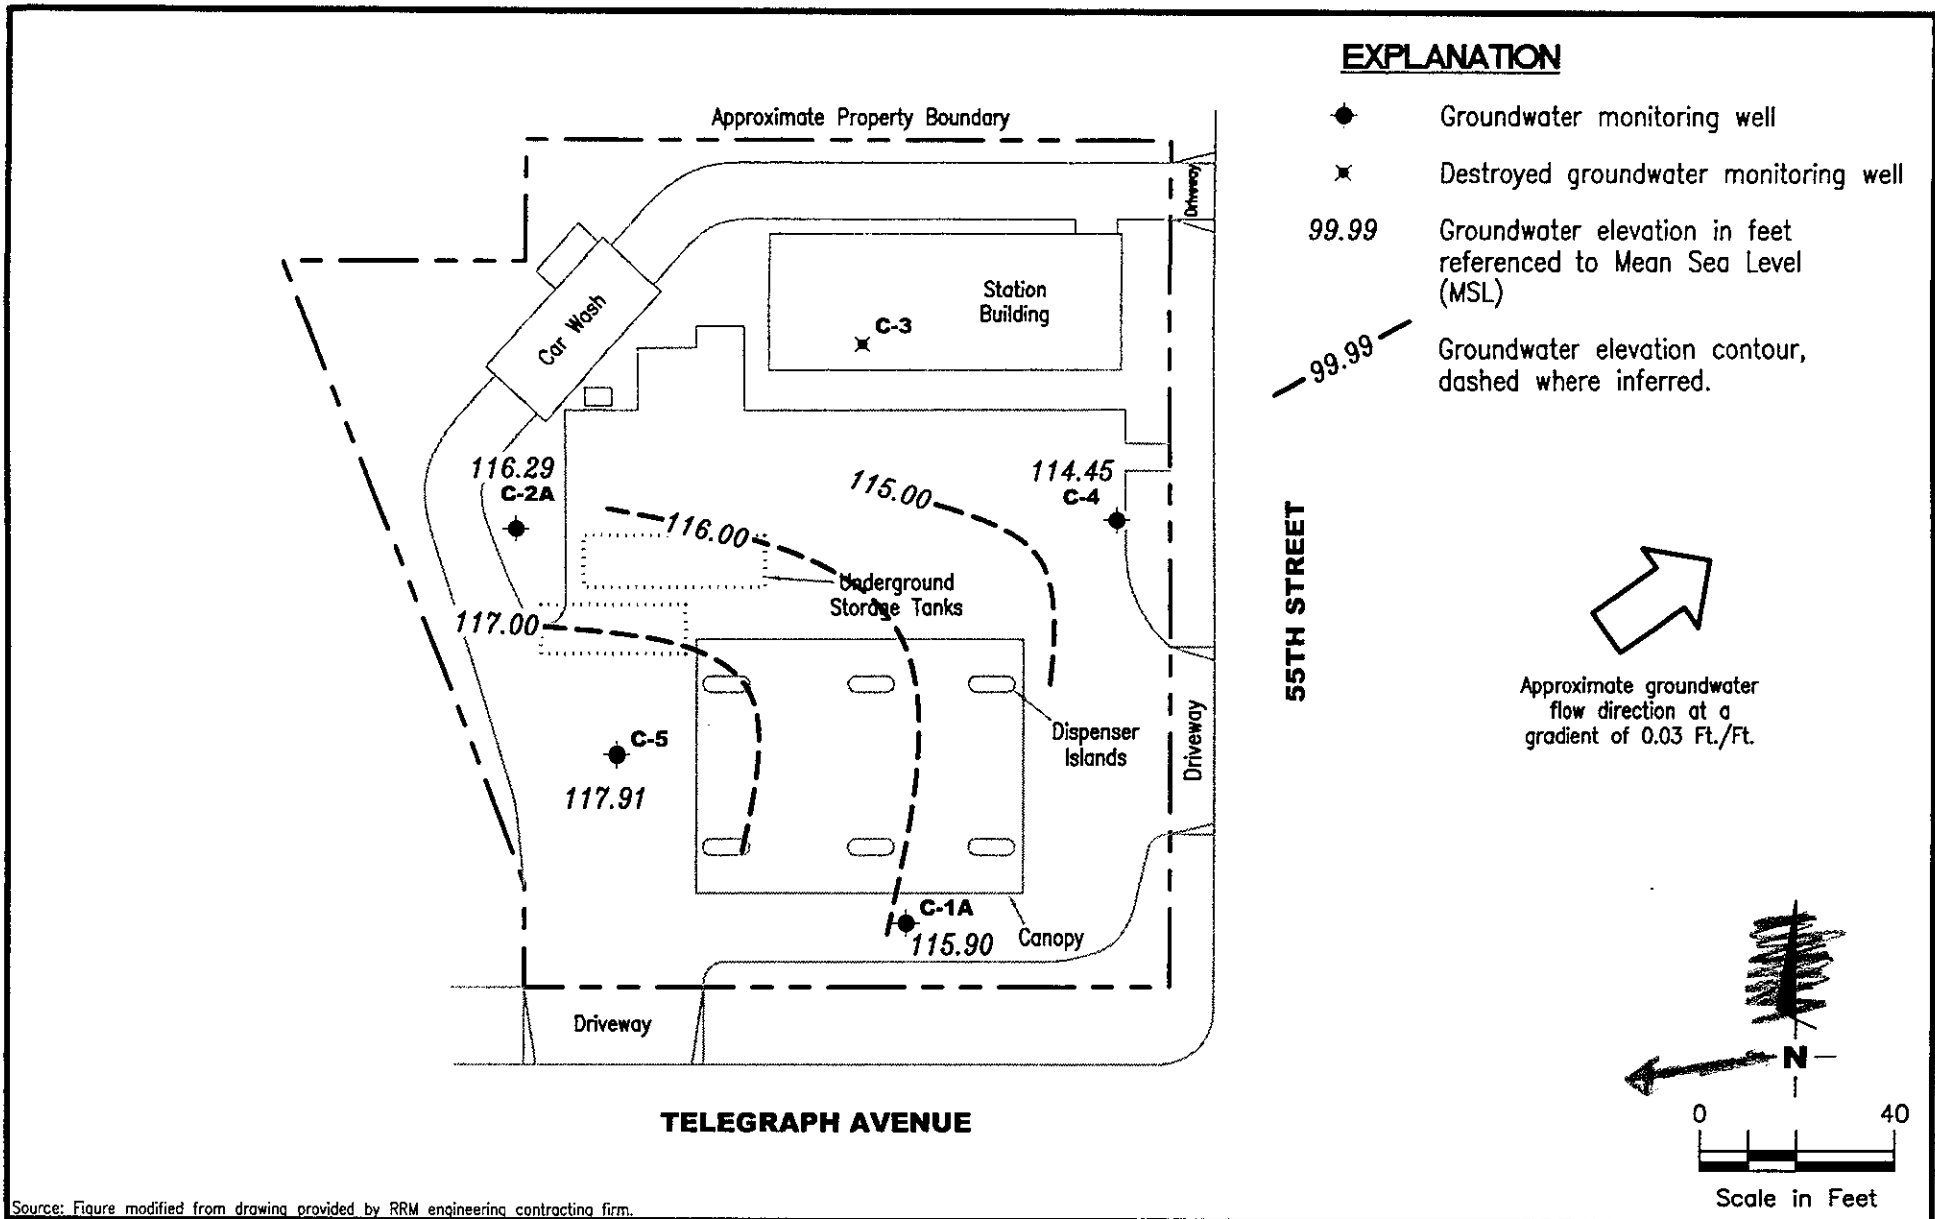 EXPLANATION
Groundwater monitoring well
Destroyed groundwater monitoring well
99.99
Groundwater elevation in feet
referenced to Mean Sea Level
(MSL)
99.99
Groundwater elevation contour,
dashed where inferred.
Approximate Property Boundary
Driveway
Car Wash
Station
Building
C-3
116.29
C-2A
115.00
114.45
C-4
116.00
Underground
Storage Tanks
117.00
55TH STREET
C-5
117.91
Dispenser
Islands
Driveway
Approximate groundwater
flow direction at a
gradient of 0.03 Ft./Ft.
C-1A
115.90
Canopy
Driveway
TELEGRAPH AVENUE
N
0 40
Scale in Feet
Source: Figure modified from drawing provided by RRM engineering contracting firm.